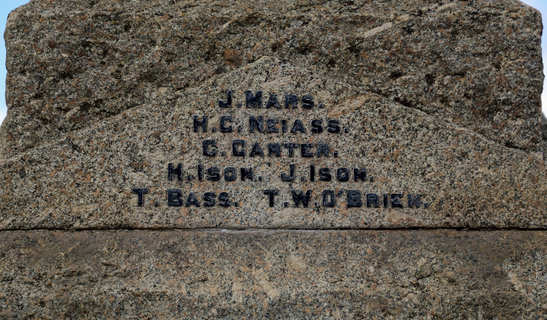 J. MARS.
H. C. NEIASS.
C. CARTER.
H. ISON. J. ISON.
T. BASS. T. W. O'BRIEN.